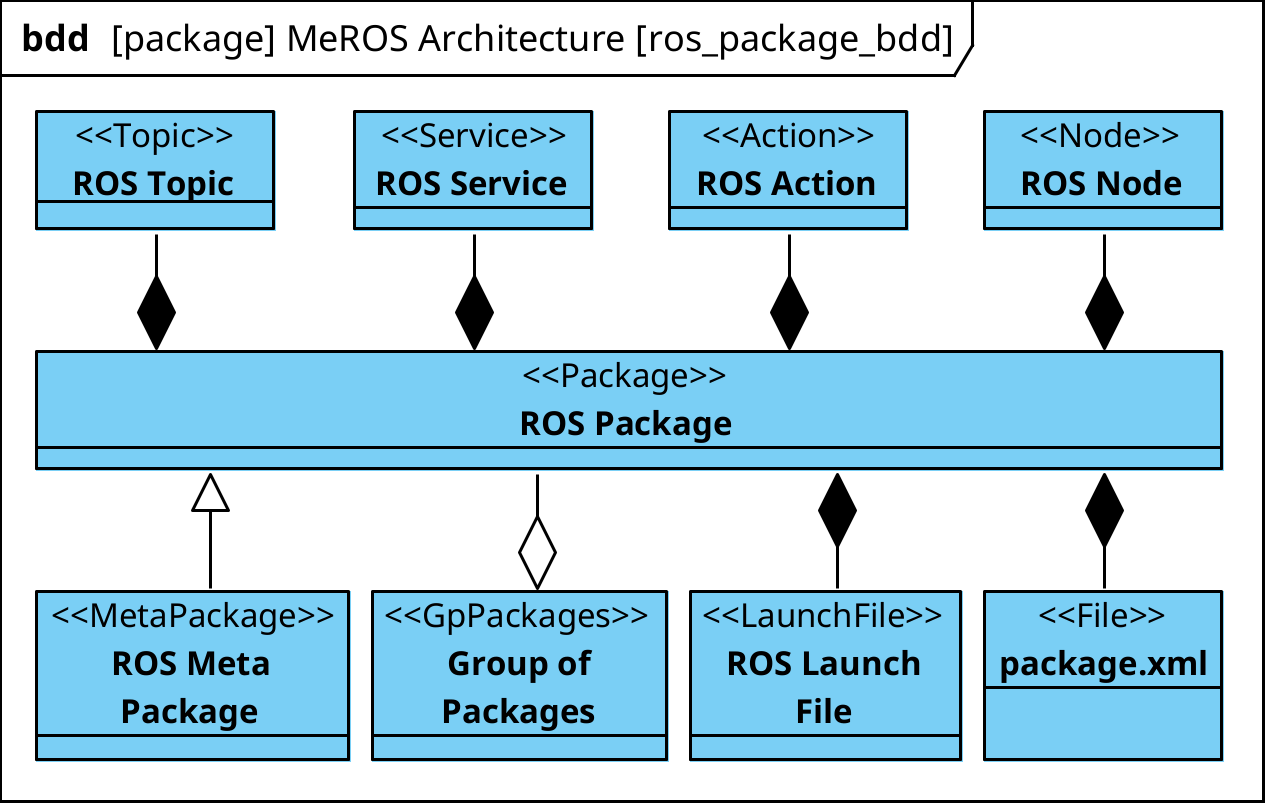 bdd [package] MeROS Architecture [ros_package_bdd]
<<Topic>>
ROS Topic
<<Service>>
ROS Service
<<Action>>
ROS Action
<<Node>>
ROS Node
<<Package>>
ROS Package
<<MetaPackage>>
ROS Meta
Package
<<GpPackages>>
Group of
Packages
<<LaunchFile>>
ROS Launch
File
<<File>>
package.xml